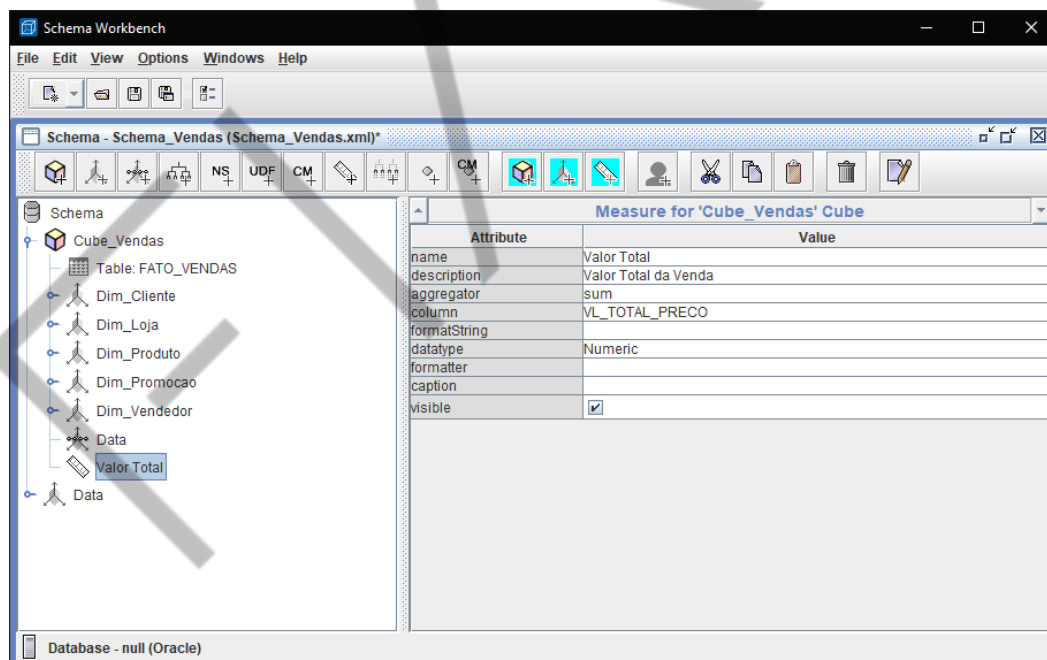 Schema Workbench
File Edit View Options Windows Help
Schema - Schema_Vendas (Schema_Vendas.xml)*
NS UDF CM CM
Schema
Cube_Vendas
Table: FATO_VENDAS
Dim_Cliente
Dim_Loja
Dim_Produto
Dim_Promocao
Dim_Vendedor
Data
Valor Total
Data
Measure for 'Cube_Vendas' Cube
Attribute Value
name Valor Total
description Valor Total da Venda
aggregator sum
column VL_TOTAL_PRECO
formatString
datatype Numeric
formatter
caption
visible
Database - null (Oracle)